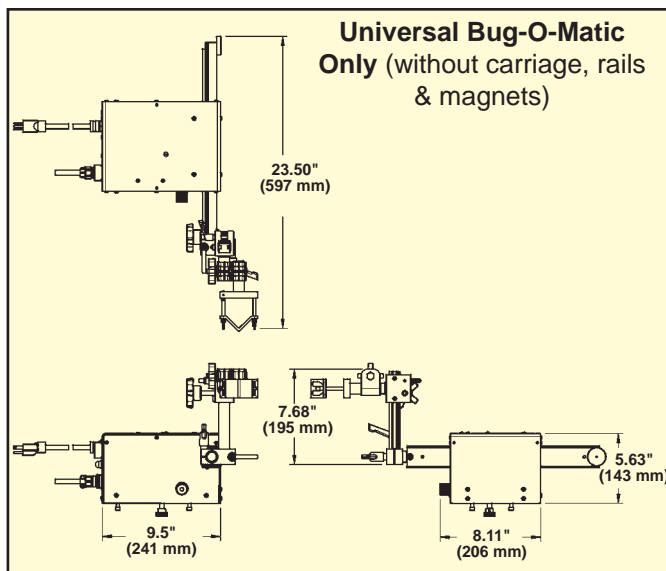 Universal Bug-O-Matic
Only (without carriage, rails
& magnets)
23.50"
(597 mm)
7.68"
(195 mm)
5.63"
(143 mm)
9.5"
(241 mm)
8.11"
(206 mm)